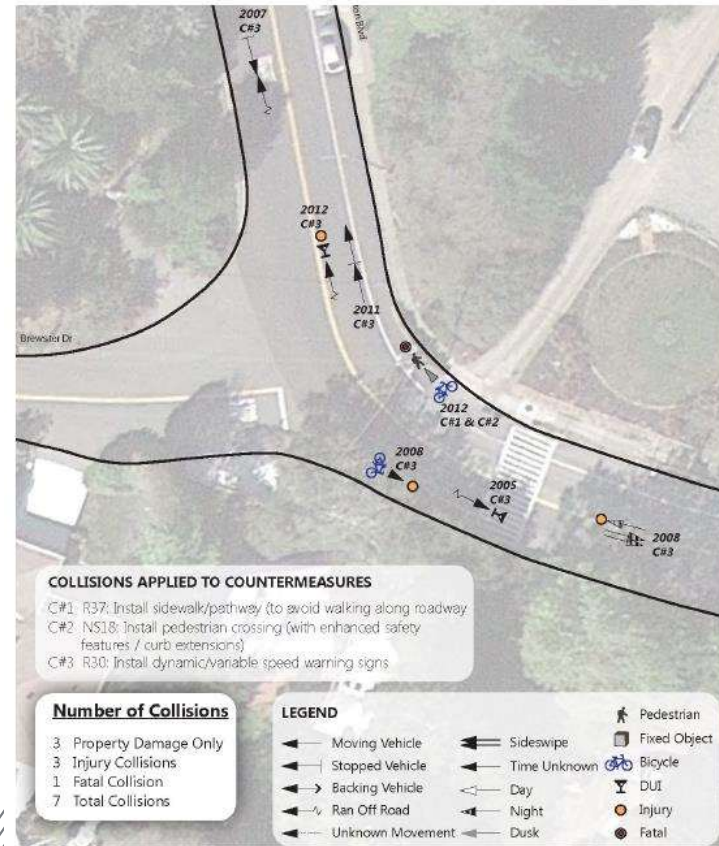 2007
C#3
ton Blvd
2012
C#3
2011
C#3
Brewster Dr
2012
C#1 & C#2
2008
C#3
2005
C#3
2008
C#3
COLLISIONS APPLIED TO COUNTERMEASURES
C#1 R37: Install sidewalk/pathway (to avoid walking along roadway
C#2 NS18: Install pedestrian crossing (with enhanced safety
features / curb extensions)
C#3 R30: Install dynamic/variable speed warning signs
Number of Collisions
3 Property Damage Only
3 Injury Collisions
1 Fatal Collision
7 Total Collisions
LEGEND
Moving Vehicle
Stopped Vehicle
Backing Vehicle
Ran Off Road
Unknown Movement
Sideswipe
Time Unknown
Day
Night
Dusk
Pedestrian
Fixed Object
Bicycle
DUI
Injury
Fatal